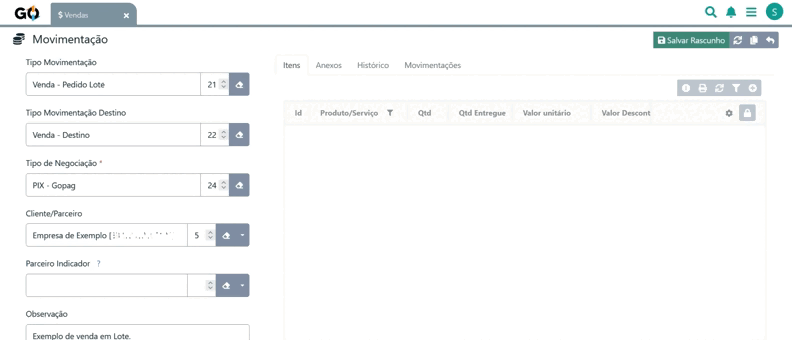 GO
$ Vendas ×
S
Movimentação
Salvar Rascunho
Tipo Movimentação
Venda - Pedido Lote 21
Tipo Movimentação Destino
Venda - Destino 22
Tipo de Negociação *
PIX - Gopag 24
Cliente/Parceiro
Empresa de Exemplo [ 5
Parceiro Indicador ?
Observação
Exemplo de venda em Lote.
Itens Anexos Histórico Movimentações
Id Produto/Serviço Qtd Qtd Entregue Valor unitário Valor Descont